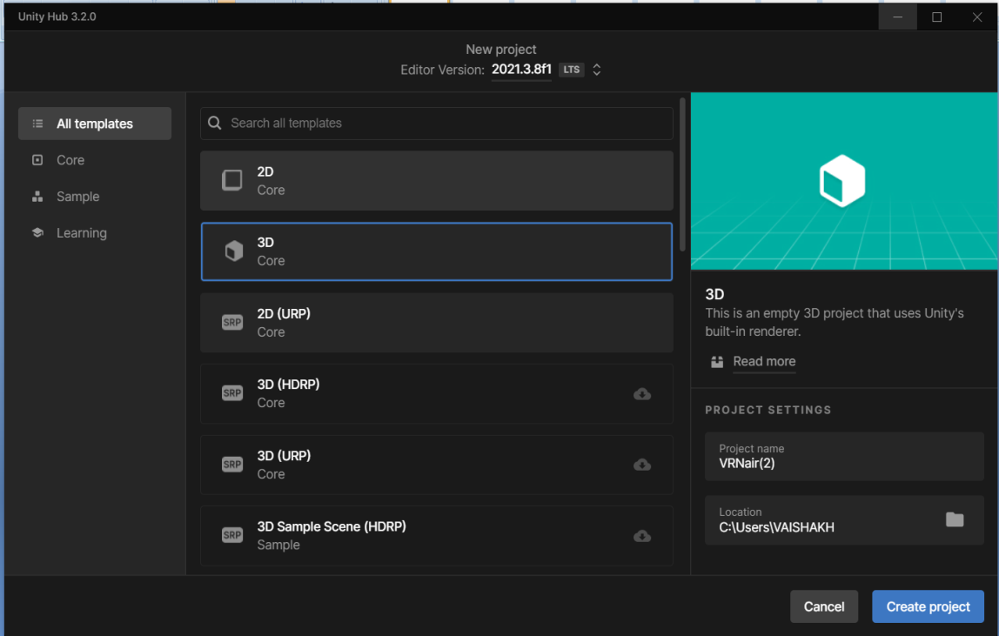 Unity Hub 3.2.0
New project
Editor Version: 2021.3.8f1 LTS
All templates
Core
Sample
Learning
Search all templates
2D
Core
3D
Core
SRP
2D (URP)
Core
SRP
3D (HDRP)
Core
SRP
3D (URP)
Core
SRP
3D Sample Scene (HDRP)
Sample
3D
This is an empty 3D project that uses Unity's
built-in renderer.
Read more
PROJECT SETTINGS
Project name
VRNair(2)
Location
C:\Users\VAISHAKH
Cancel
Create project